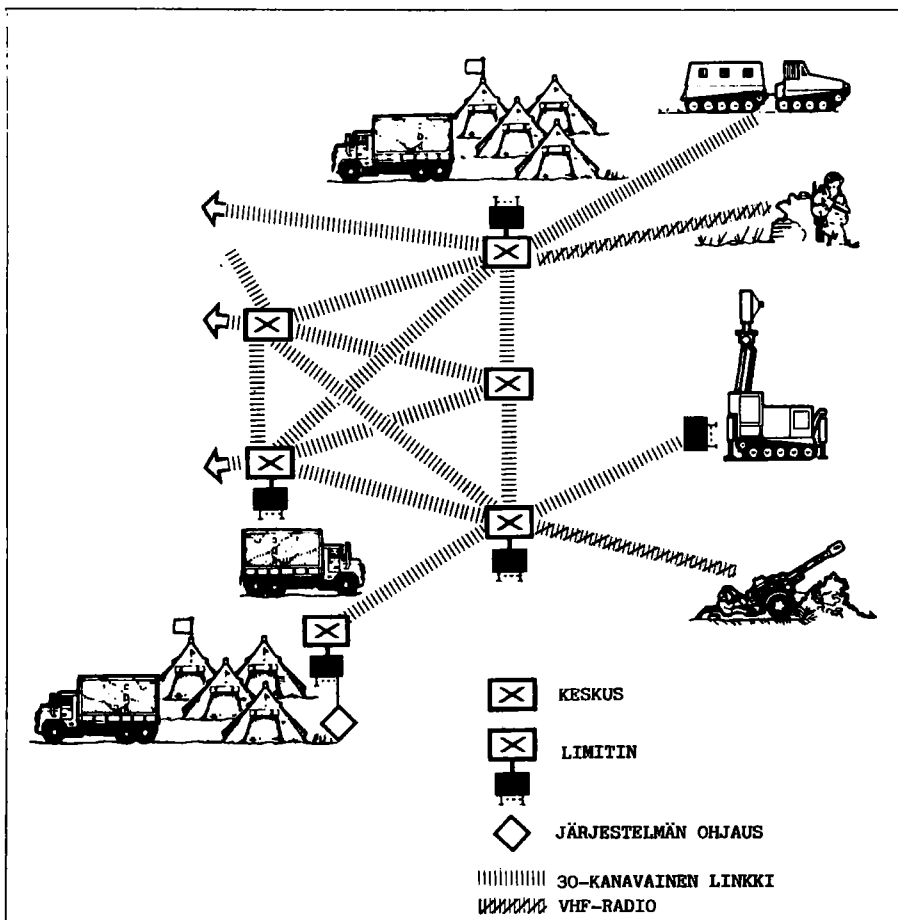 KESKUS
LIMITIN
JÄRJESTELMÄN OHJAUS
30-KANAVAINEN LINKKI
VHF-RADIO